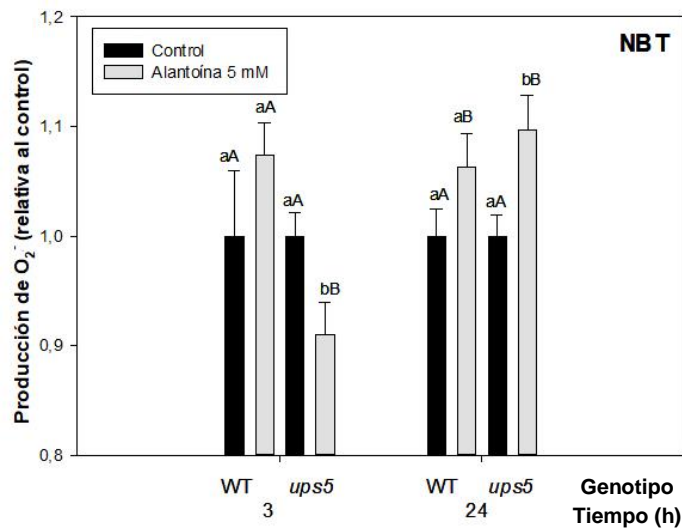 NBT
Control
Alantoína 5 mM
Producción de O₂⁻ (relativa al control)
1,2
1,1
1,0
0,9
0,8
aA
aA
aA
bB
aA
aB
aA
bB
WT ups5 WT ups5 Genotipo
3 24 Tiempo (h)